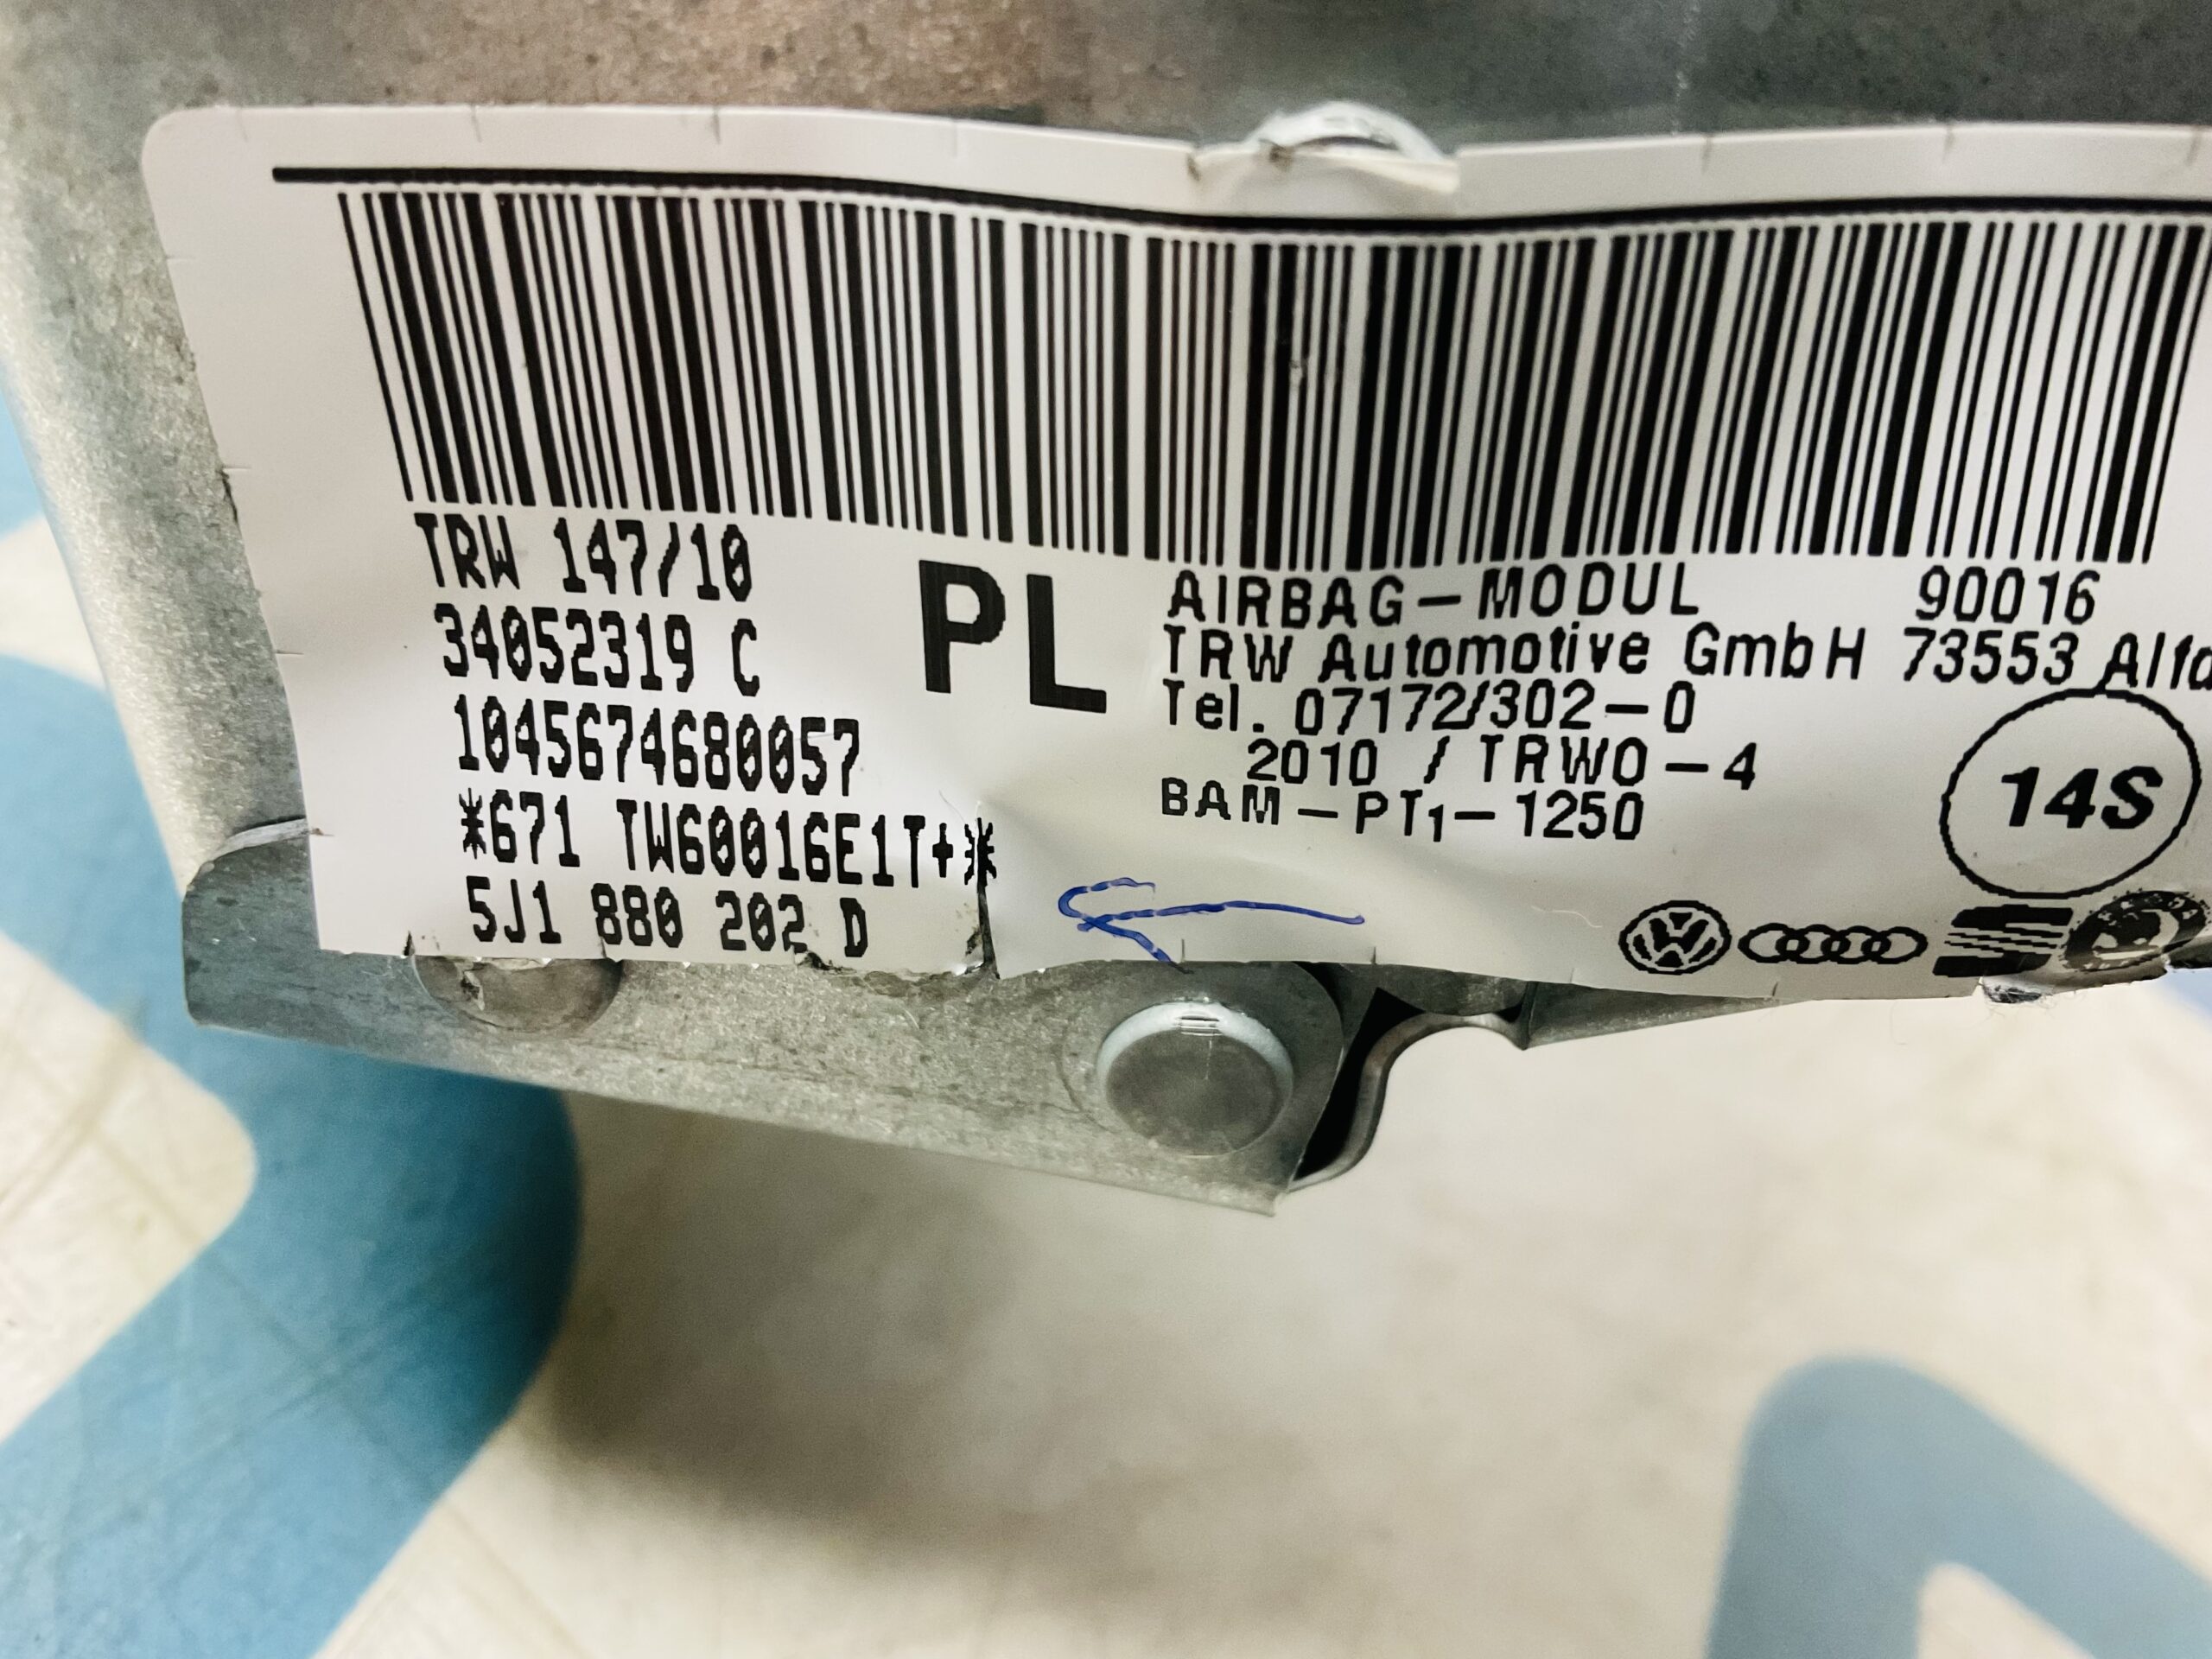 TRW 147/10
34052319 C
1045674680057
*671 TW60016E1T+*
5J1 880 202 D
PL
AIRBAG-MODUL 90016
TRW Automotive GmbH 73553
Tel. 07172/302-0
2010 / TRWO-4
BAM-PT1-1250
14S